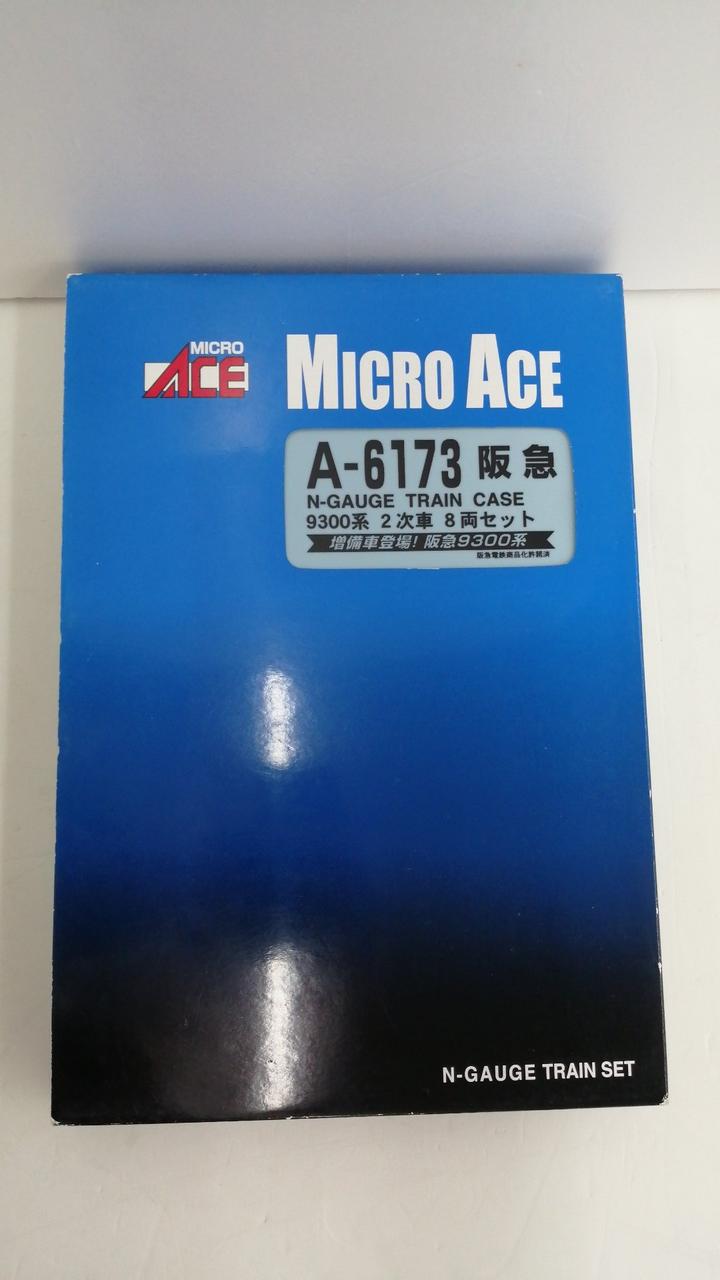 MICRO
ACE
MICRO ACE
A-6173 阪急
N-GAUGE TRAIN CASE
9300系 2次車 8両セット
増備車登場! 阪急9300系
阪急電鉄商品化許諾済
N-GAUGE TRAIN SET